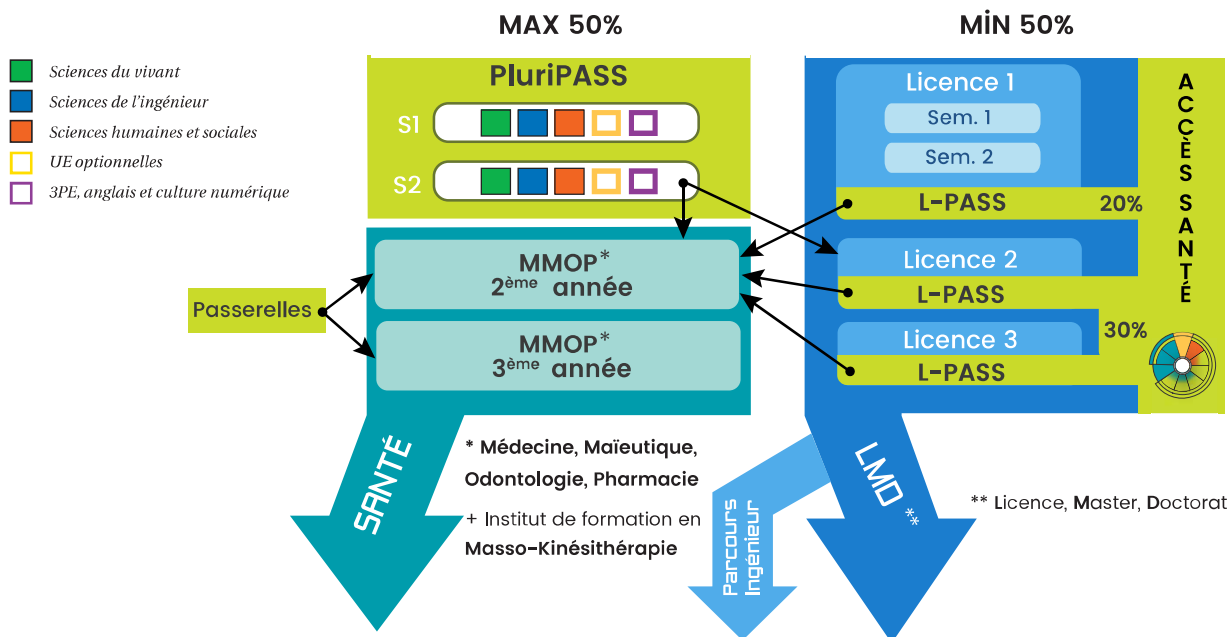 MAX 50%
MİN 50%
Sciences du vivant
Sciences de l'ingénieur
Sciences humaines et sociales
UE optionnelles
3PE, anglais et culture numérique
PluriPASS
S1
S2
Licence 1
Sem. 1
Sem. 2
L-PASS
20%
Licence 2
L-PASS
30%
Licence 3
L-PASS
ACCÈS SANTÉ
Passerelles
MMOP*
2ème année
MMOP*
3ème année
SANTÉ
* Médecine, Maïeutique,
Odontologie, Pharmacie
+ Institut de formation en
Masso-Kinésithérapie
Parcours
Ingénieur
LMD **
** Licence, Master, Doctorat